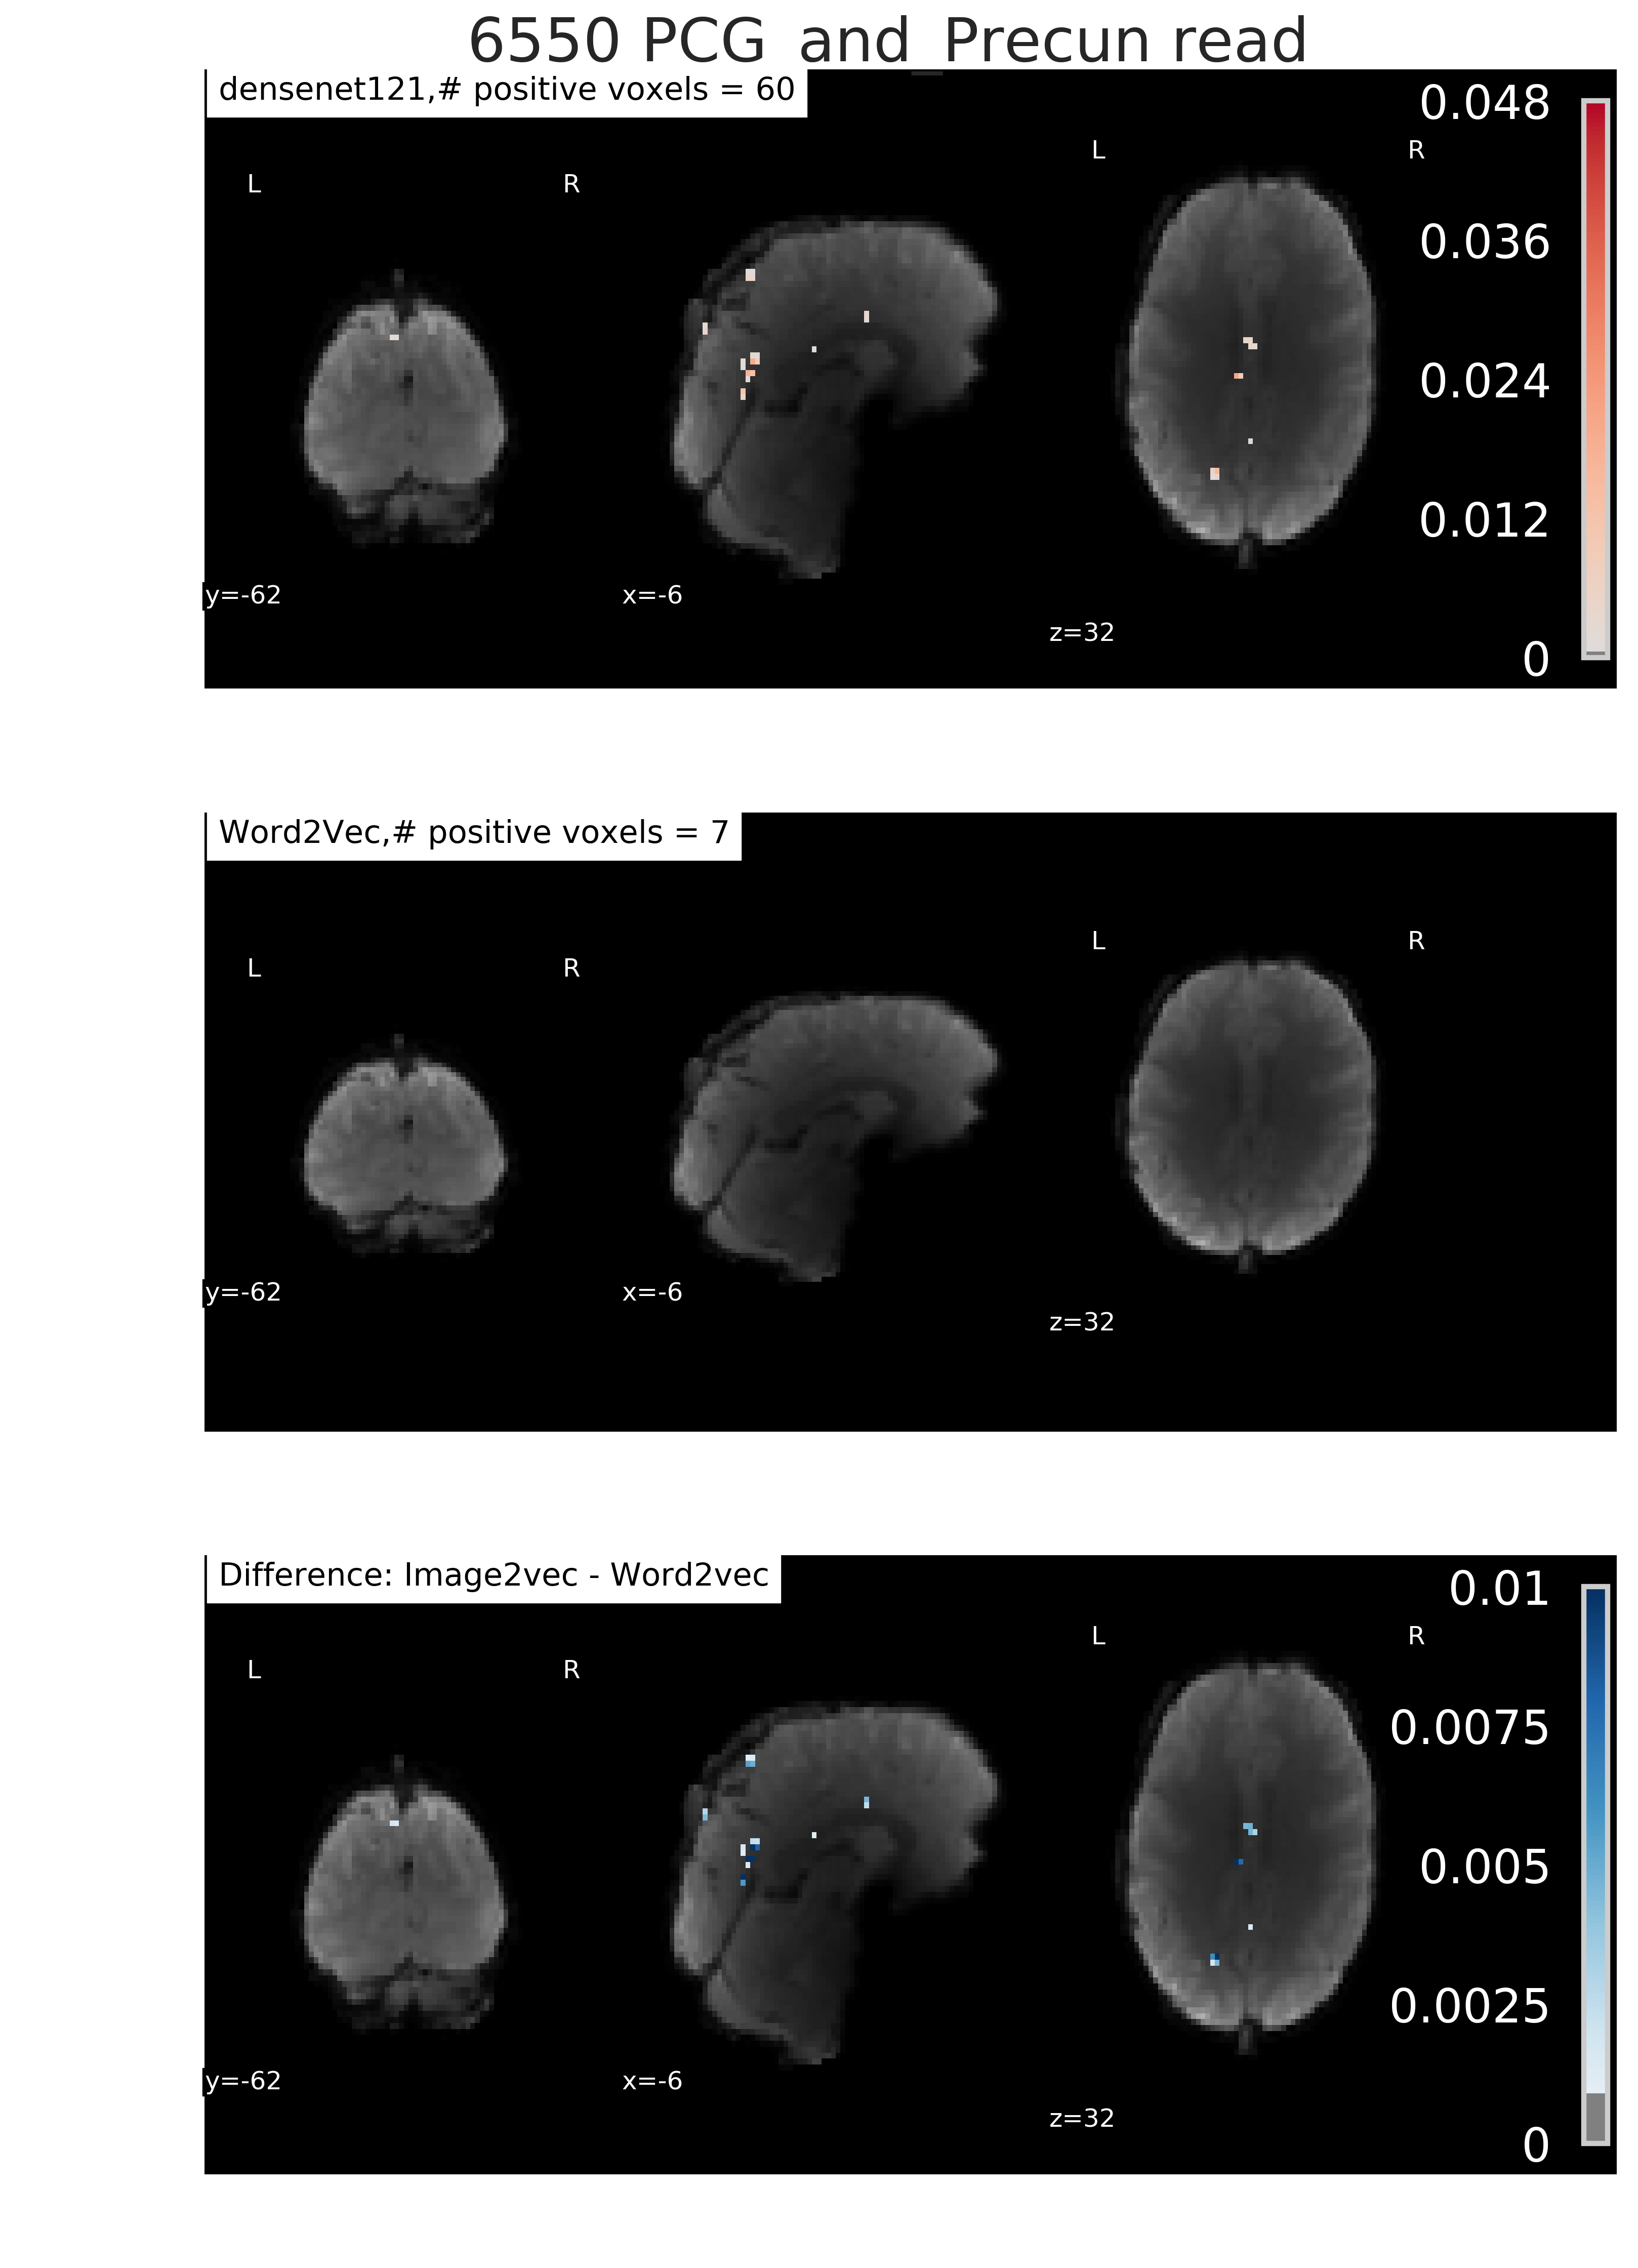 6550 PCG_and_Precun read
densenet121,# positive voxels = 60
0.048
L R
L R
0.036
0.024
0.012
y=-62 x=-6
z=32
0
Word2Vec,# positive voxels = 7
L R
L R
y=-62 x=-6
z=32
Difference: Image2vec - Word2vec
0.01
L R
L R
0.0075
0.005
0.0025
y=-62 x=-6
z=32
0